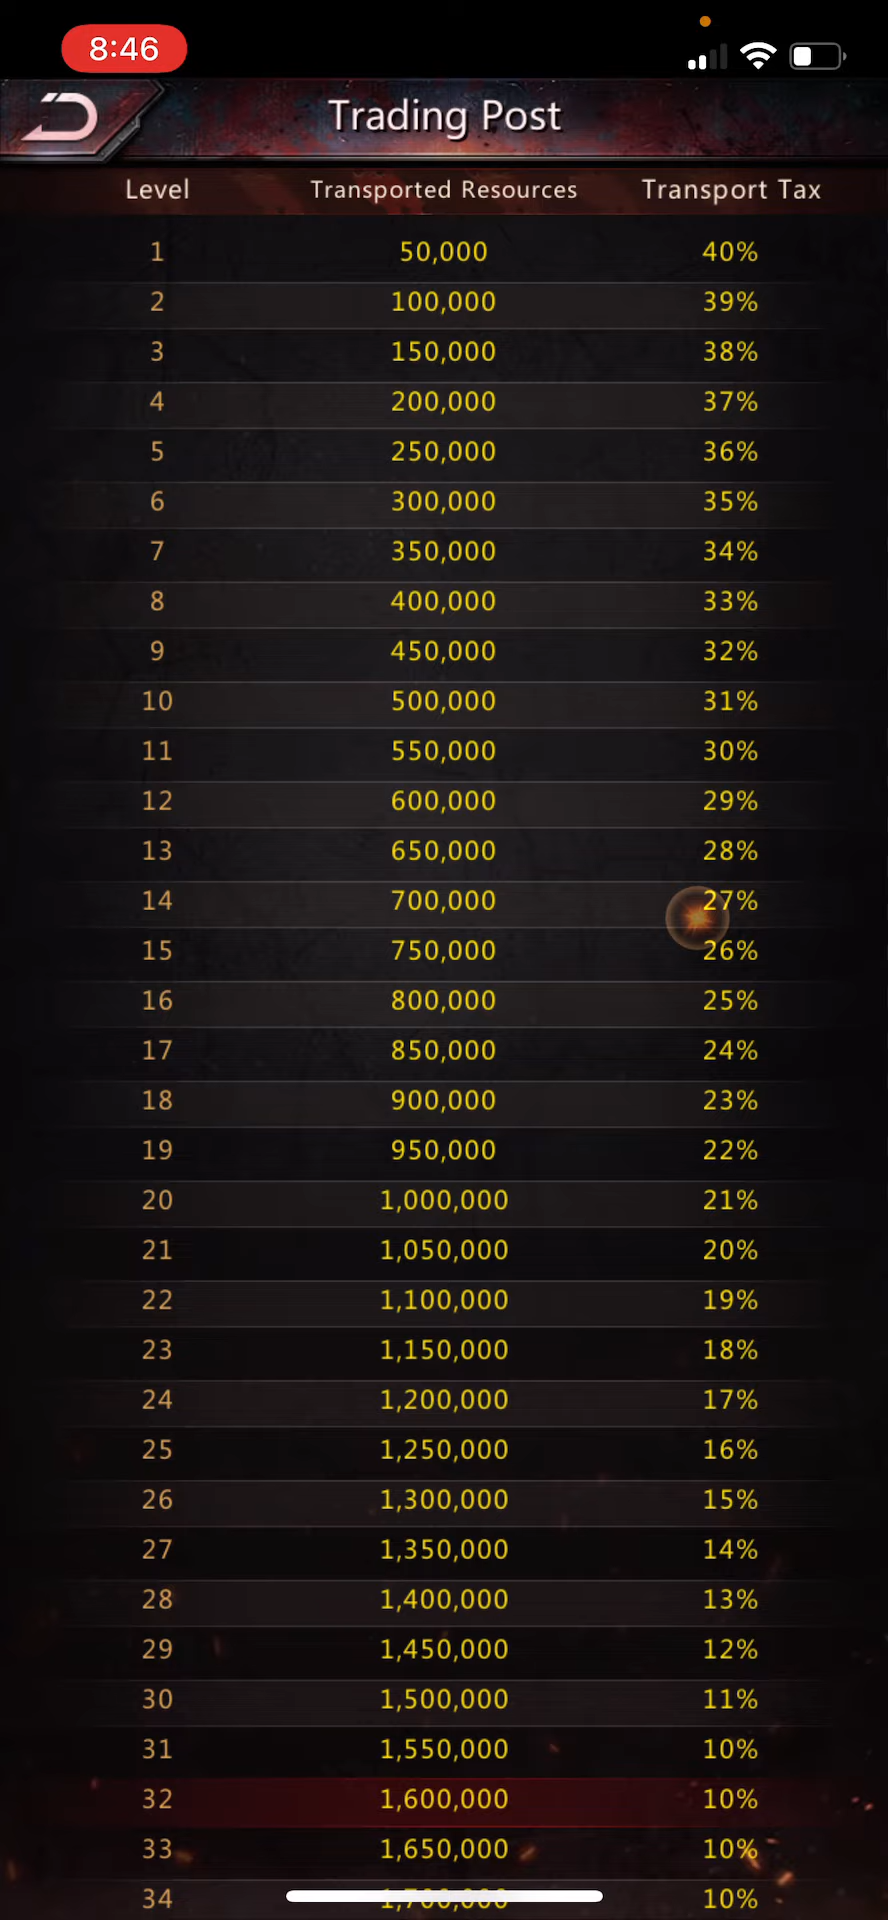 8:46
Trading Post
Level Transported Resources Transport Tax
1 50,000 40%
2 100,000 39%
3 150,000 38%
4 200,000 37%
5 250,000 36%
6 300,000 35%
7 350,000 34%
8 400,000 33%
9 450,000 32%
10 500,000 31%
11 550,000 30%
12 600,000 29%
13 650,000 28%
14 700,000 27%
15 750,000 26%
16 800,000 25%
17 850,000 24%
18 900,000 23%
19 950,000 22%
20 1,000,000 21%
21 1,050,000 20%
22 1,100,000 19%
23 1,150,000 18%
24 1,200,000 17%
25 1,250,000 16%
26 1,300,000 15%
27 1,350,000 14%
28 1,400,000 13%
29 1,450,000 12%
30 1,500,000 11%
31 1,550,000 10%
32 1,600,000 10%
33 1,650,000 10%
34 1,700,000 10%